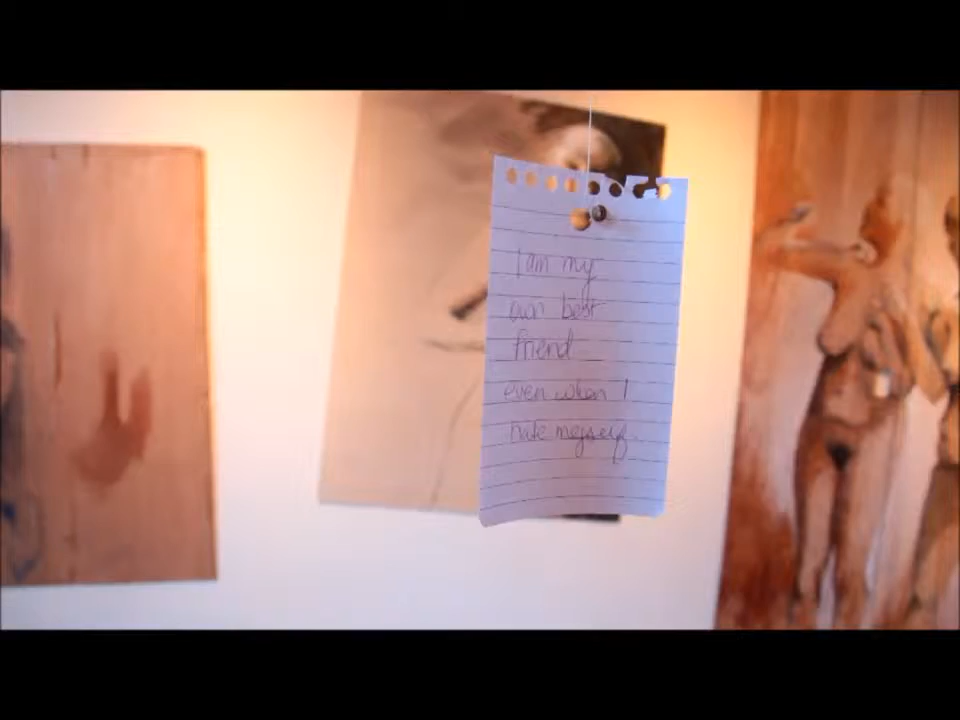 I am my
own best
friend
even when I
hate myself.